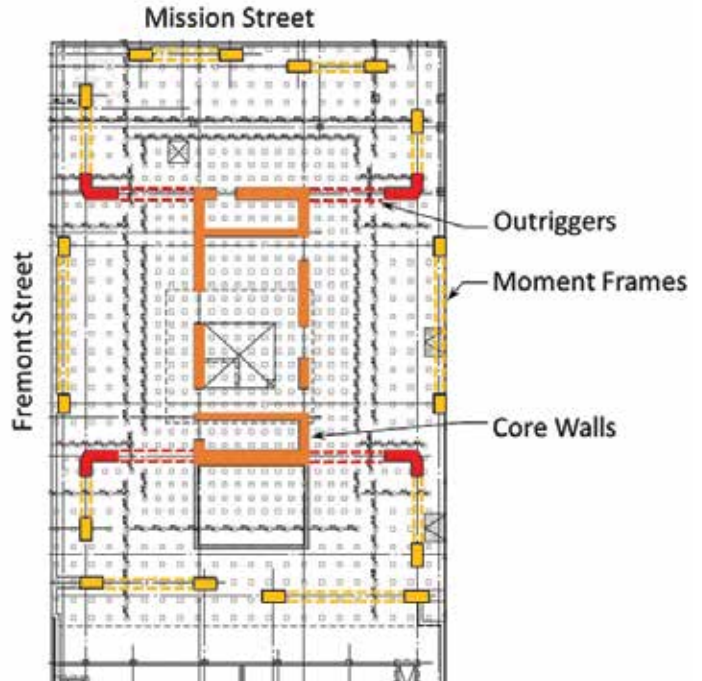 Mission Street
Fremont Street
Outriggers
Moment Frames
Core Walls